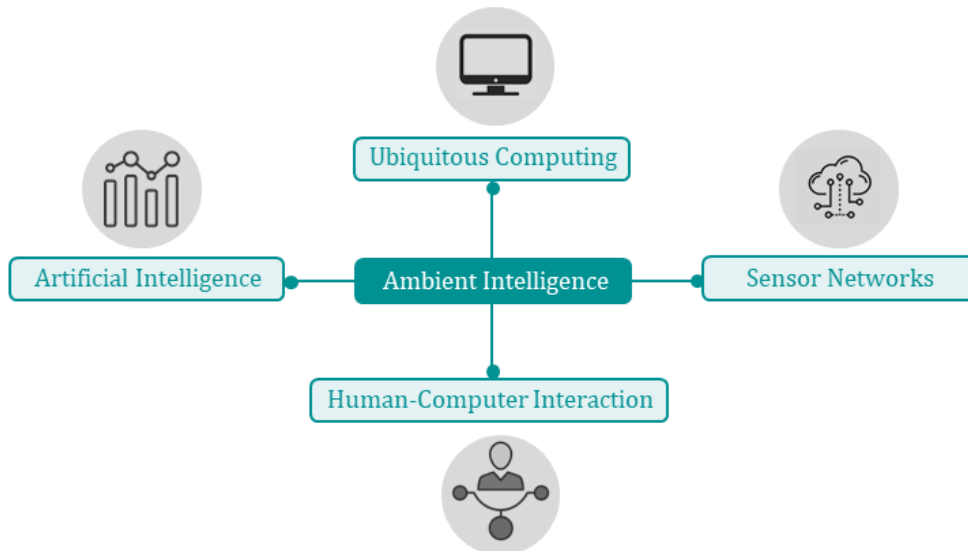 Ubiquitous Computing
Artificial Intelligence
Ambient Intelligence
Sensor Networks
Human-Computer Interaction